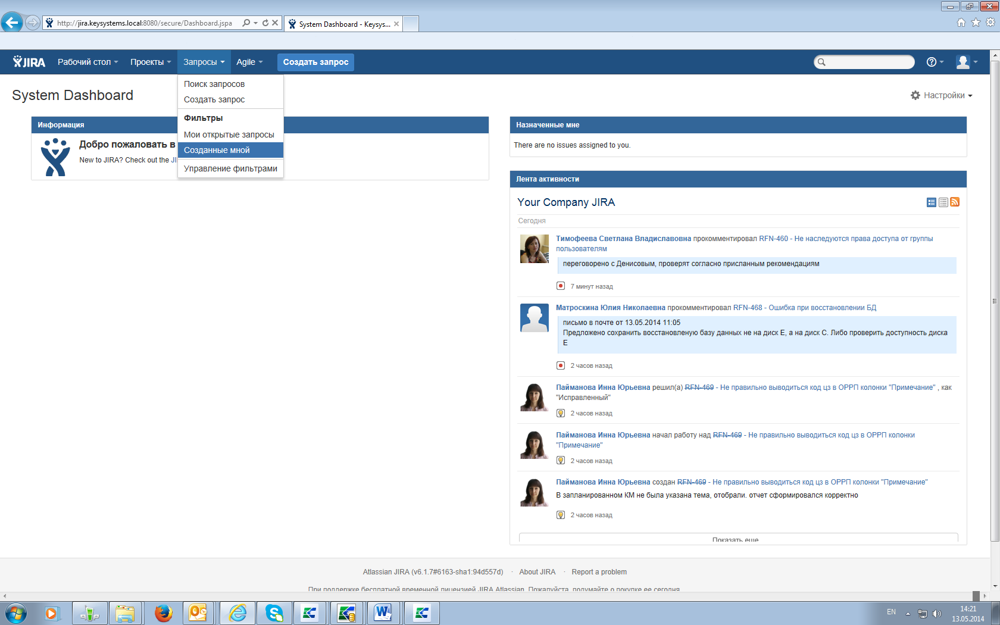 http://jira.keysystems.local:8080/secure/Dashboard.jspa
System Dashboard - Keysys...
JIRA
Рабочий стол
Проекты
Запросы
Agile
Создать запрос
Поиск запросов
Создать запрос
Фильтры
Мои открытые запросы
Созданные мной
Управление фильтрами
System Dashboard
Настройки
Информация
Добро пожаловать в
New to JIRA? Check out the JI
Назначенные мне
There are no issues assigned to you.
Лента активности
Your Company JIRA
Сегодня
Тимофеева Светлана Владиславовна прокомментировал RFN-460 - Не наследуются права доступа от группы
пользователям
переговорено с Денисовым, проверят согласно присланным рекомендациям
7 минут назад
Матроскина Юлия Николаевна прокомментировал RFN-468 - Ошибка при восстановлении БД
письмо в почте от 13.05.2014 11:05
Предложено сохранить восстановленую базу данных не на диск Е, а на диск С. Либо проверить доступность диска
Е
2 часов назад
Пайманова Инна Юрьевна решил(а) RFN-469 - Не правильно выводиться код цз в ОРРП колонки "Примечание" , как
"Исправленный"
2 часов назад
Пайманова Инна Юрьевна начал работу над RFN-469 - Не правильно выводиться код цз в ОРРП колонки
"Примечание"
2 часов назад
Пайманова Инна Юрьевна создан RFN-469 - Не правильно выводиться код цз в ОРРП колонки "Примечание"
В запланированном КМ не была указана тема, отобрали. отчет сформировался корректно
2 часов назад
Показать еще
Atlassian JIRA (v6.1.7#6163-sha1:94d557d) · About JIRA · Report a problem
При поддержке бесплатной временной лицензией JIRA Atlassian. Пожалуйста, подумайте о покупке ее сегодня.
EN
14:21
13.05.2014